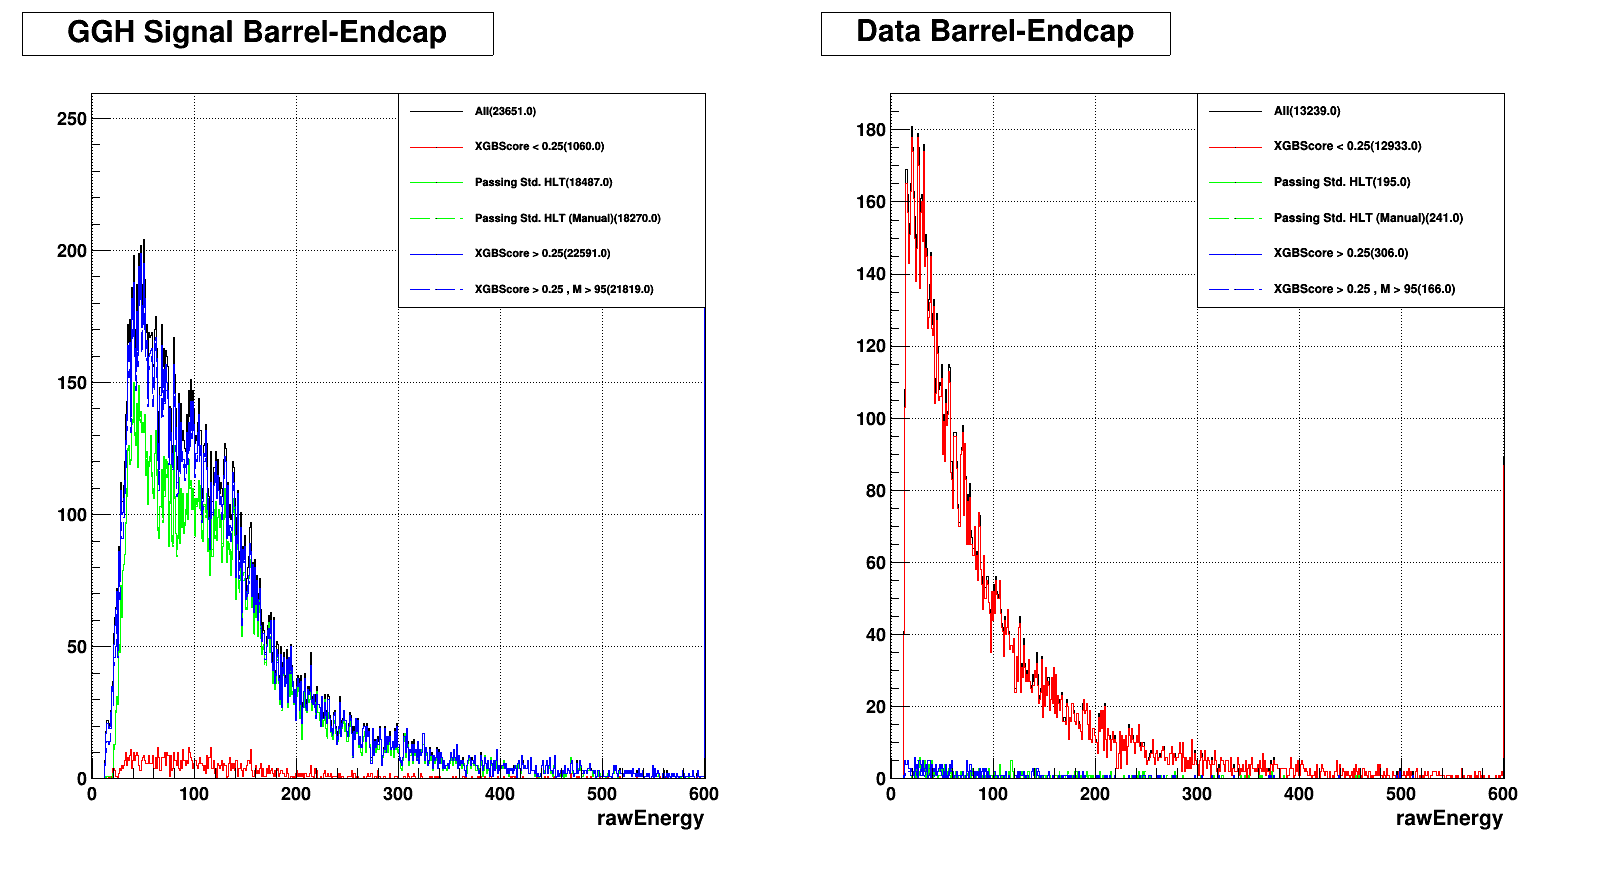 GGH Signal Barrel-Endcap
250
200
150
100
50
0
0 100 200 300 400 500 600
rawEnergy
All(23651.0)
XGBScore < 0.25(1060.0)
Passing Std. HLT(18487.0)
Passing Std. HLT (Manual)(18270.0)
XGBScore > 0.25(22591.0)
XGBScore > 0.25 , M > 95(21819.0)
Data Barrel-Endcap
180
160
140
120
100
80
60
40
20
0
0 100 200 300 400 500 600
rawEnergy
All(13239.0)
XGBScore < 0.25(12933.0)
Passing Std. HLT(195.0)
Passing Std. HLT (Manual)(241.0)
XGBScore > 0.25(306.0)
XGBScore > 0.25 , M > 95(166.0)